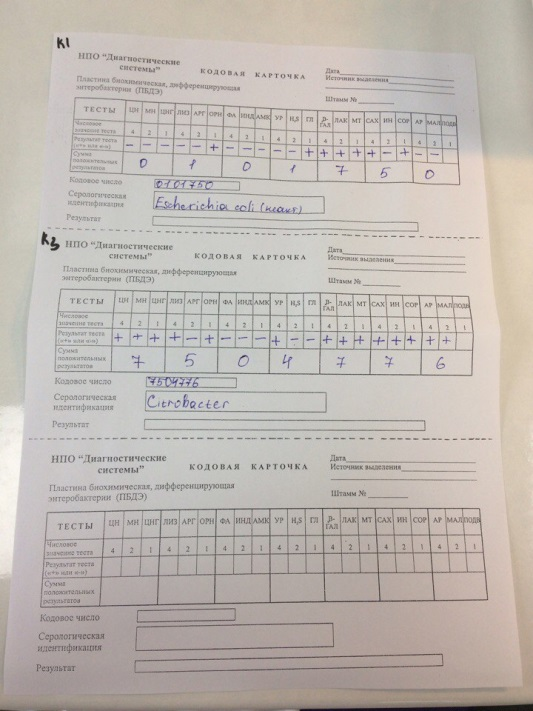 К1
НПО "Диагностические системы"
КОДОВАЯ КАРТОЧКА
Дата
Источник выделения
Пластина биохимическая, дифференцирующая энтеробактерии (ПБДЭ)
Штамм №
ТЕСТЫ ЦН МН ЦНГ ЛИЗ АРГ ОРН ФА ИНД АМК УР H₂S ГЛ β-ГАЛ ЛАК МТ САХ ИН СОР АР МАЛ ПОДВ
Числовое значение теста 4 2 1 4 2 1 4 2 1 4 2 1 4 2 1 4 2 1 4 2 1
Результат теста («+» или «-») - - - - - + - - - - - + + + + + - + - -
Сумма положительных результатов 0 1 0 1 7 5 0
Кодовое число 0101750
Серологическая идентификация Escherichia coli (неакт)
Результат
К3
НПО "Диагностические системы"
КОДОВАЯ КАРТОЧКА
Дата
Источник выделения
Пластина биохимическая, дифференцирующая энтеробактерии (ПБДЭ)
Штамм №
ТЕСТЫ ЦН МН ЦНГ ЛИЗ АРГ ОРН ФА ИНД АМК УР H₂S ГЛ β-ГАЛ ЛАК МТ САХ ИН СОР АР МАЛ ПОДВ
Числовое значение теста 4 2 1 4 2 1 4 2 1 4 2 1 4 2 1 4 2 1 4 2 1
Результат теста («+» или «-») + + + + - + - - - + - - + + + + + + + +
Сумма положительных результатов 7 5 0 4 7 7 6
Кодовое число 7504776
Серологическая идентификация Citrobacter
Результат
НПО "Диагностические системы"
КОДОВАЯ КАРТОЧКА
Дата
Источник выделения
Пластина биохимическая, дифференцирующая энтеробактерии (ПБДЭ)
Штамм №
ТЕСТЫ ЦН МН ЦНГ ЛИЗ АРГ ОРН ФА ИНД АМК УР H₂S ГЛ β-ГАЛ ЛАК МТ САХ ИН СОР АР МАЛ ПОДВ
Числовое значение теста 4 2 1 4 2 1 4 2 1 4 2 1 4 2 1 4 2 1 4 2 1
Результат теста («+» или «-»)
Сумма положительных результатов
Кодовое число
Серологическая идентификация
Результат